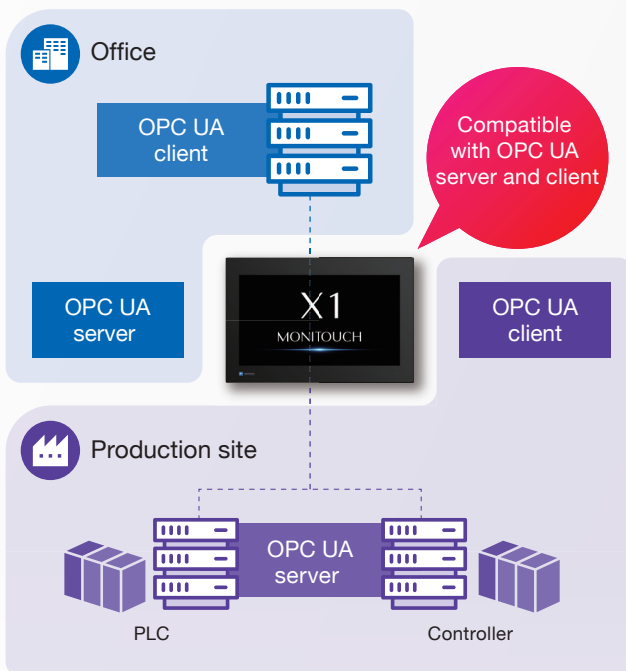 Office
OPC UA
client
Compatible
with OPC UA
server and client
OPC UA
server
X1
MONITOUCH
OPC UA
client
Production site
OPC UA
server
PLC
Controller